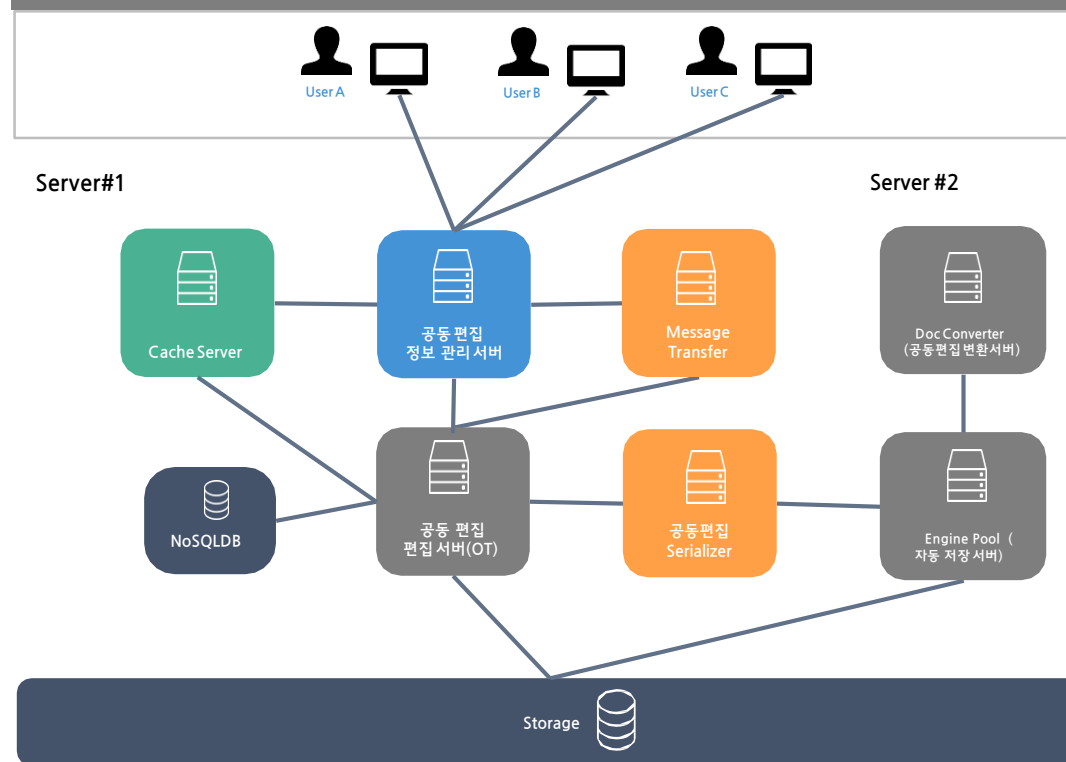 User A
User B
User C
Server#1
Server #2
Cache Server
공동 편집
정보 관리 서버
Message
Transfer
Doc Converter
(공동편집변환서버)
NoSQLDB
공동 편집
편집 서버(OT)
공동편집
Serializer
Engine Pool (
자동 저장 서버)
Storage